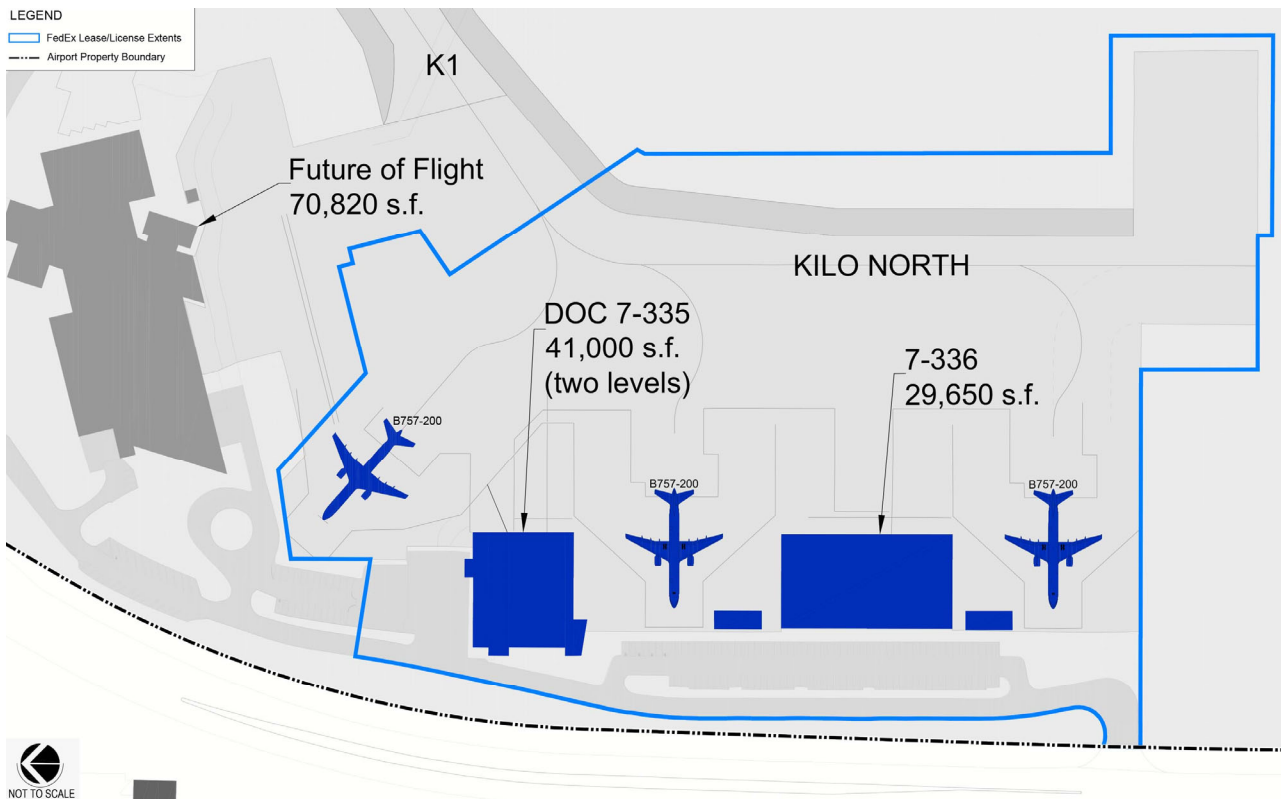 LEGEND
FedEx Lease/License Extents
Airport Property Boundary
K1
Future of Flight
70,820 s.f.
KILO NORTH
DOC 7-335
41,000 s.f.
(two levels)
7-336
29,650 s.f.
B757-200
B757-200
B757-200
NOT TO SCALE